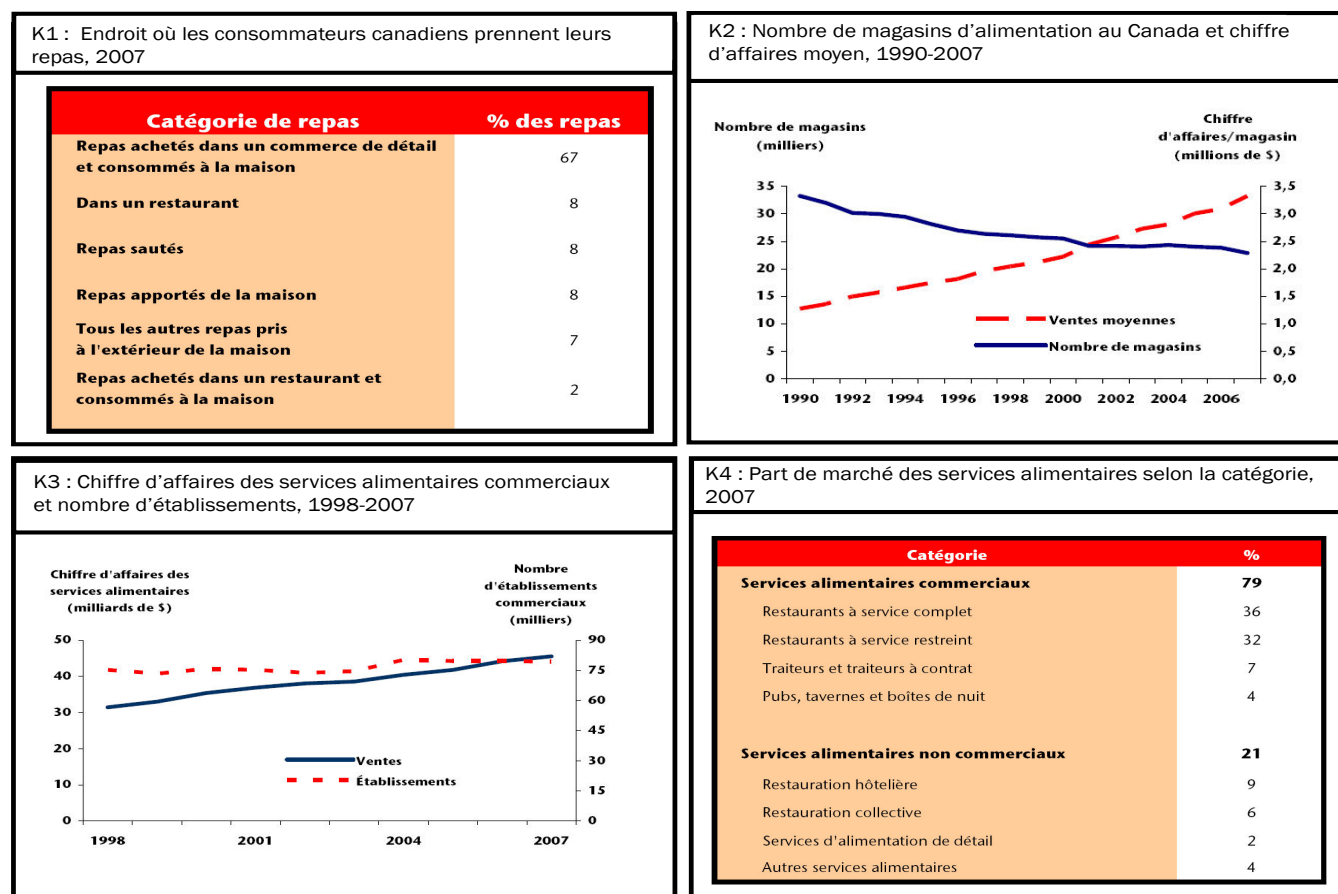 K1 : Endroit où les consommateurs canadiens prennent leurs
repas, 2007
Catégorie de repas % des repas
Repas achetés dans un commerce de détail
et consommés à la maison 67
Dans un restaurant 8
Repas sautés 8
Repas apportés de la maison 8
Tous les autres repas pris
à l'extérieur de la maison 7
Repas achetés dans un restaurant et
consommés à la maison 2
K2 : Nombre de magasins d'alimentation au Canada et chiffre
d'affaires moyen, 1990-2007
Nombre de magasins
(milliers)
Chiffre
d'affaires/magasin
(millions de $)
35 3,5
30 3,0
25 2,5
20 2,0
15 1,5
10 1,0
5 0,5
0 0,0
Ventes moyennes
Nombre de magasins
1990 1992 1994 1996 1998 2000 2002 2004 2006
K3 : Chiffre d'affaires des services alimentaires commerciaux
et nombre d'établissements, 1998-2007
Chiffre d'affaires des
services alimentaires
(milliards de $)
Nombre
d'établissements
commerciaux
(milliers)
50 90
40 75
30 60
20 45
10 30
0 15
0
Ventes
Établissements
1998 2001 2004 2007
K4 : Part de marché des services alimentaires selon la catégorie,
2007
Catégorie %
Services alimentaires commerciaux 79
Restaurants à service complet 36
Restaurants à service restreint 32
Traiteurs et traiteurs à contrat 7
Pubs, tavernes et boîtes de nuit 4
Services alimentaires non commerciaux 21
Restauration hôtelière 9
Restauration collective 6
Services d'alimentation de détail 2
Autres services alimentaires 4